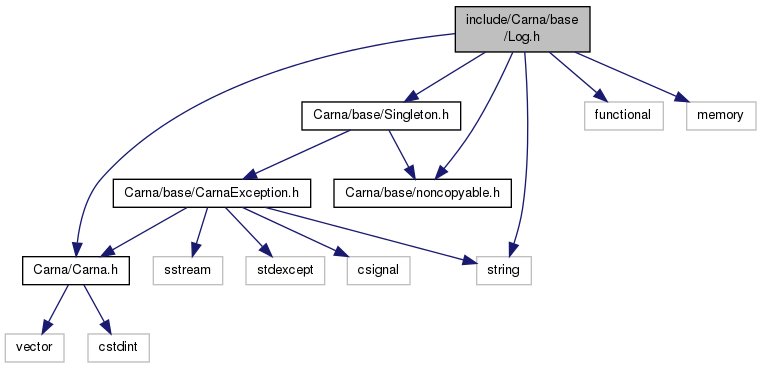 include/Carna/base
/Log.h
Carna/base/Singleton.h
functional
memory
Carna/base/CarnaException.h
Carna/base/noncopyable.h
Carna/Carna.h
sstream
stdexcept
csignal
string
vector
cstdint